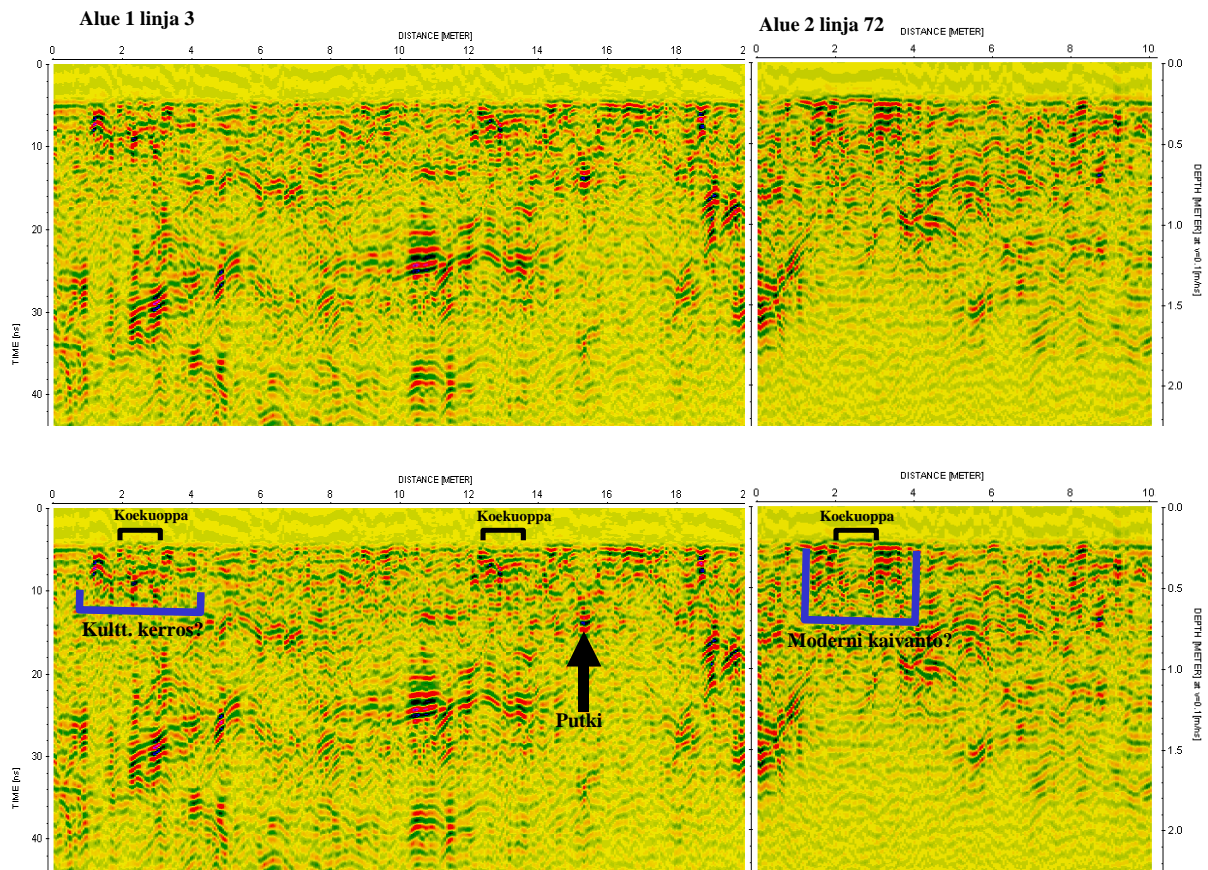 Alue 1 linja 3
Alue 2 linja 72
DISTANCE [METER]
DISTANCE [METER]
0 2 4 6 8 10 12 14 16 18 2
0 2 4 6 8 10
0
10
20
30
40
TIME [ns]
0.0
0.5
1.0
1.5
2.0
DEPTH [METER] at v=0.1[m/ns]
DISTANCE [METER]
DISTANCE [METER]
0 2 4 6 8 10 12 14 16 18 2
0 2 4 6 8 10
Koekuoppa
Koekuoppa
Koekuoppa
Kultt. kerros?
Moderni kaivanto?
Putki
0
10
20
30
40
TIME [ns]
0.0
0.5
1.0
1.5
2.0
DEPTH [METER] at v=0.1[m/ns]